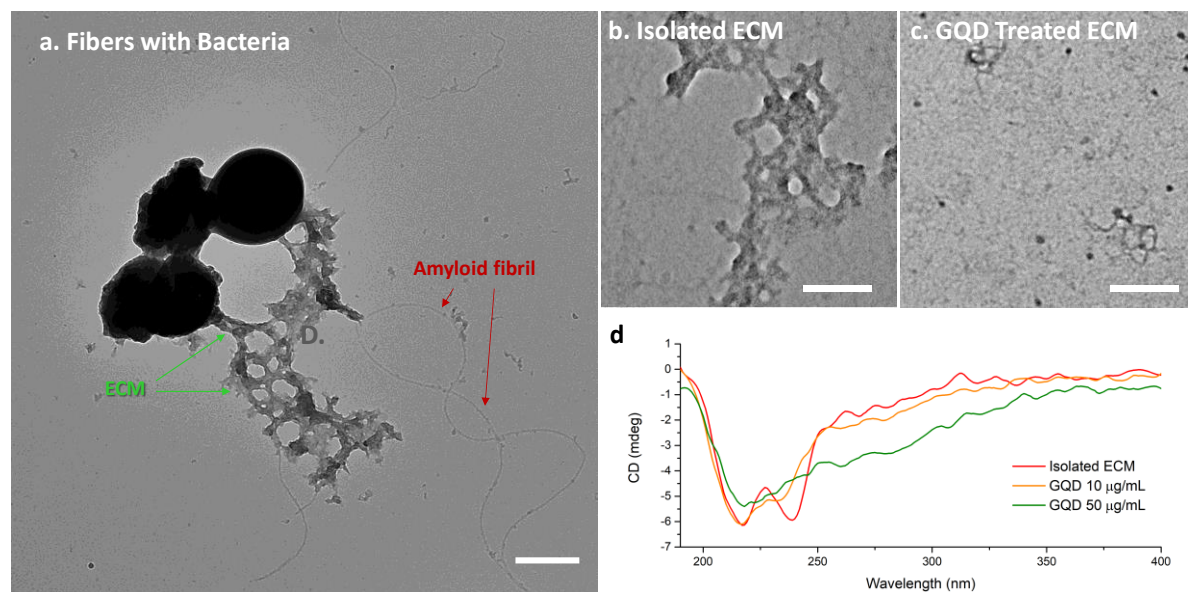 a. Fibers with Bacteria
Amyloid fibril
D.
ECM
b. Isolated ECM
c. GQD Treated ECM
d
0
-1
-2
-3
-4
-5
-6
-7
CD (mdeg)
Isolated ECM
GQD 10 μg/mL
GQD 50 μg/mL
200
250
300
350
400
Wavelength (nm)